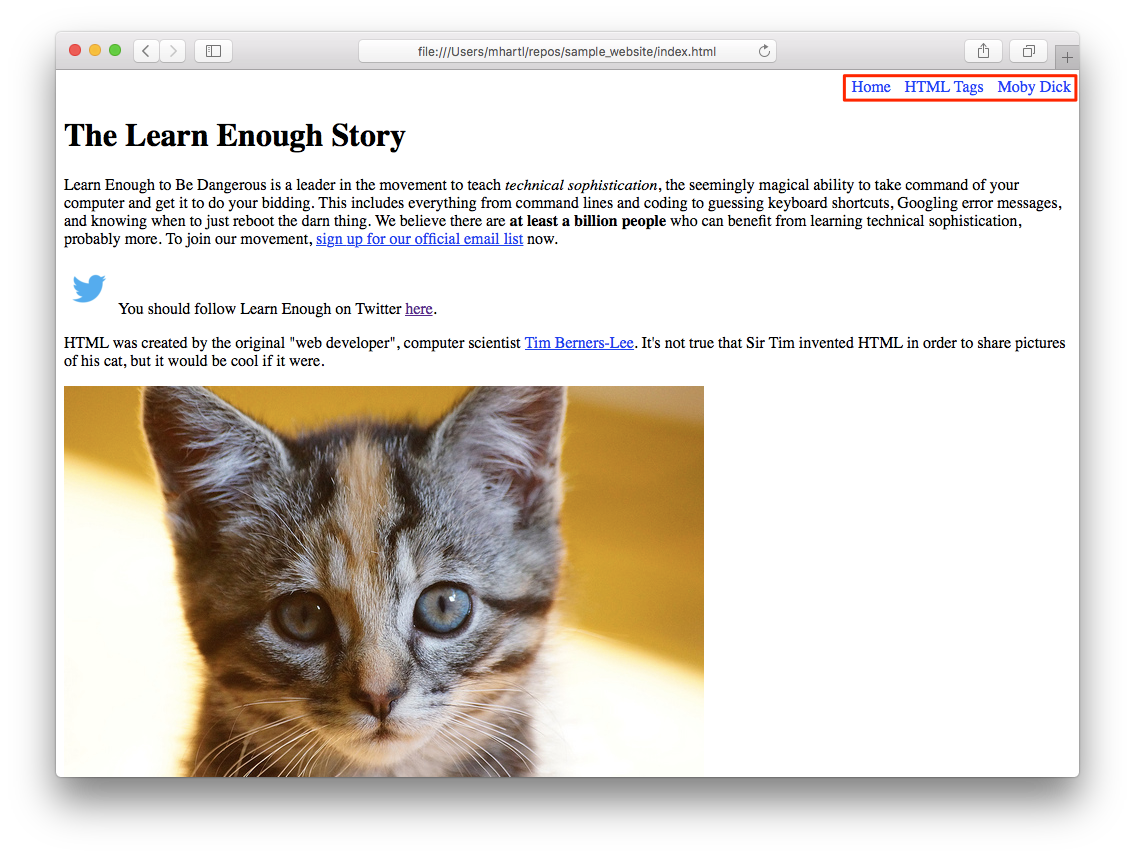 file:///Users/mhartl/repos/sample_website/index.html
Home HTML Tags Moby Dick
The Learn Enough Story
Learn Enough to Be Dangerous is a leader in the movement to teach technical sophistication, the seemingly magical ability to take command of your
computer and get it to do your bidding. This includes everything from command lines and coding to guessing keyboard shortcuts, Googling error messages,
and knowing when to just reboot the darn thing. We believe there are at least a billion people who can benefit from learning technical sophistication,
probably more. To join our movement, sign up for our official email list now.
You should follow Learn Enough on Twitter here.
HTML was created by the original "web developer", computer scientist Tim Berners-Lee. It's not true that Sir Tim invented HTML in order to share pictures
of his cat, but it would be cool if it were.